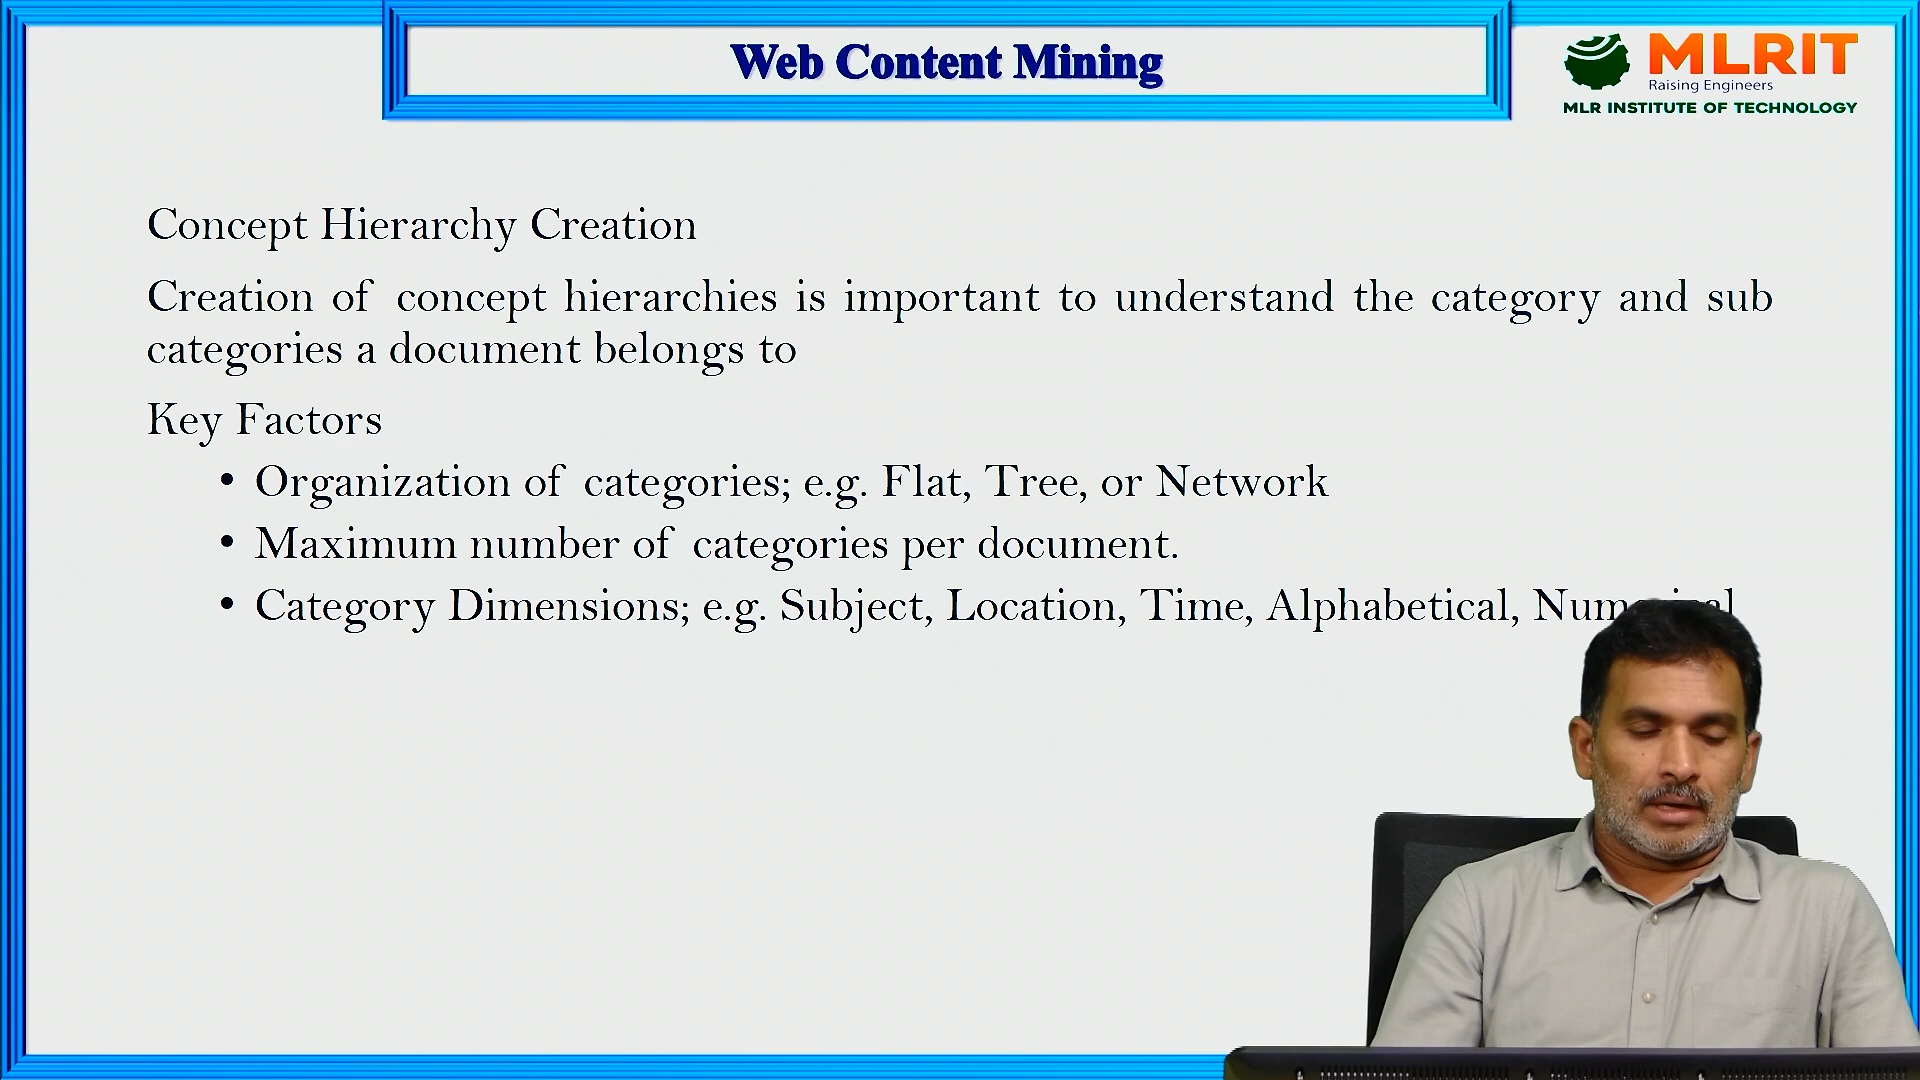 Web Content Mining
MLRIT
Raising Engineers
MLR INSTITUTE OF TECHNOLOGY
Concept Hierarchy Creation
Creation of concept hierarchies is important to understand the category and sub
categories a document belongs to
Key Factors
• Organization of categories; e.g. Flat, Tree, or Network
• Maximum number of categories per document.
• Category Dimensions; e.g. Subject, Location, Time, Alphabetical,